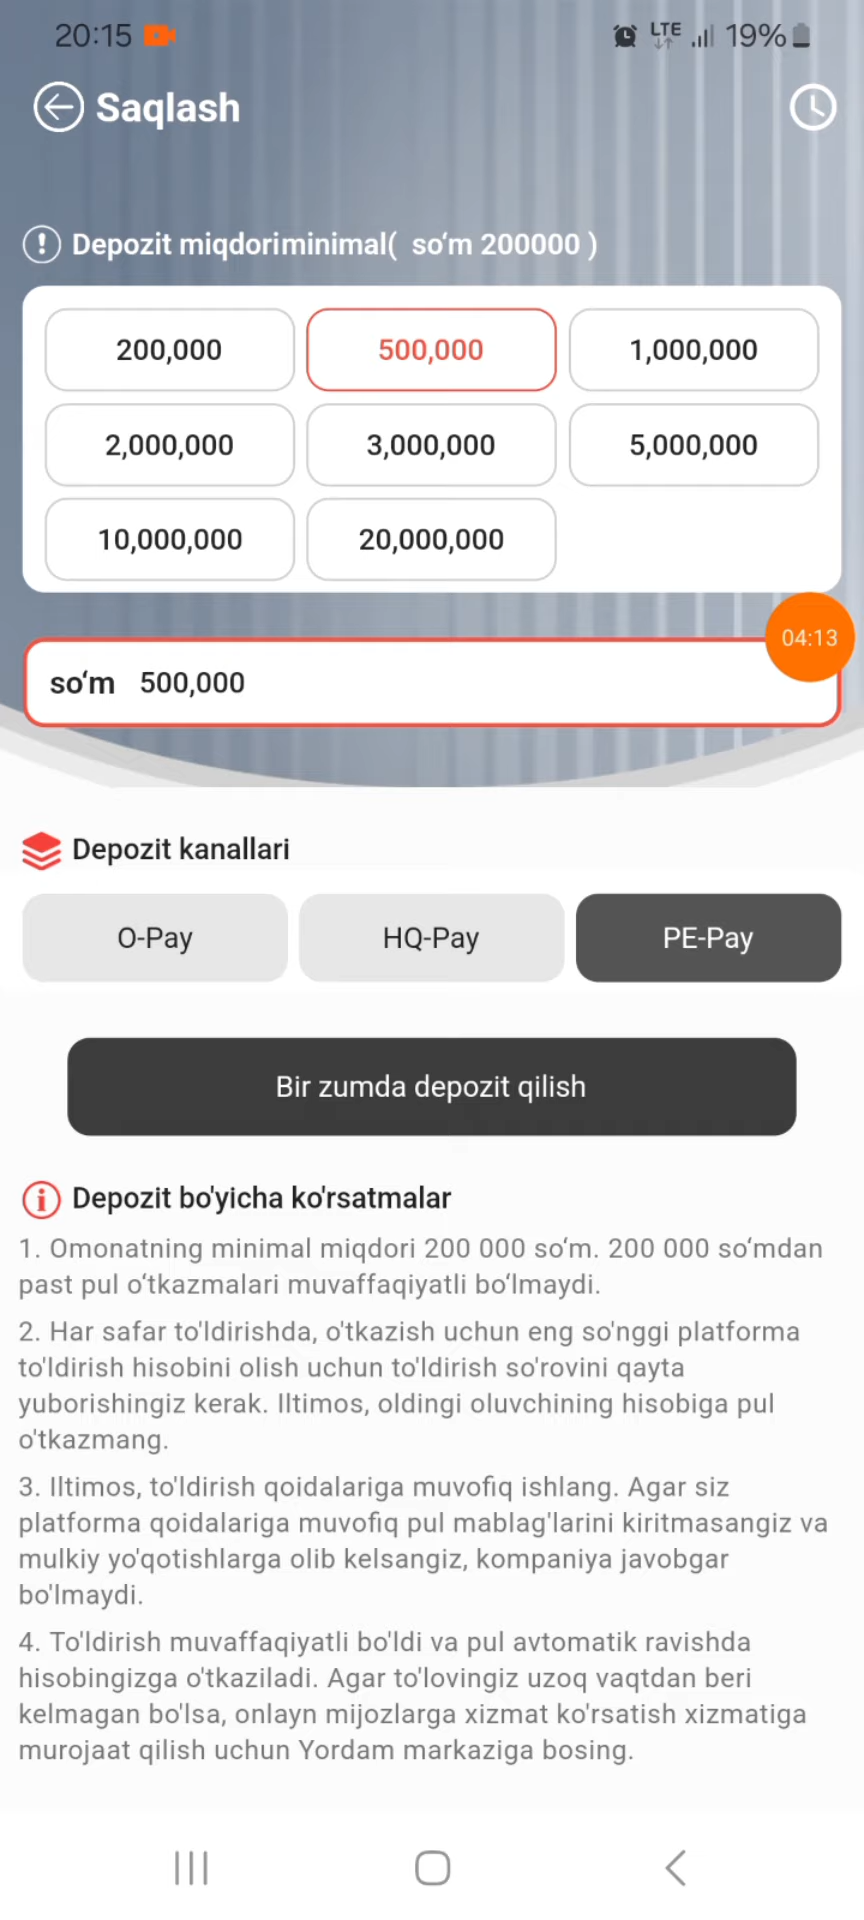 20:15 LTE 19%
Saqlash
Depozit miqdoriminimal( so‘m 200000 )
200,000 500,000 1,000,000
2,000,000 3,000,000 5,000,000
10,000,000 20,000,000
04:13
so‘m 500,000
Depozit kanallari
O-Pay HQ-Pay PE-Pay
Bir zumda depozit qilish
Depozit bo'yicha ko'rsatmalar
1. Omonatning minimal miqdori 200 000 so‘m. 200 000 so‘mdan
past pul o‘tkazmalari muvaffaqiyatli bo‘lmaydi.
2. Har safar to'ldirishda, o'tkazish uchun eng so'nggi platforma
to'ldirish hisobini olish uchun to'ldirish so'rovini qayta
yuborishingiz kerak. Iltimos, oldingi oluvchining hisobiga pul
o'tkazmang.
3. Iltimos, to'ldirish qoidalariga muvofiq ishlang. Agar siz
platforma qoidalariga muvofiq pul mablag'larini kiritmasangiz va
mulkiy yo'qotishlarga olib kelsangiz, kompaniya javobgar
bo'lmaydi.
4. To'ldirish muvaffaqiyatli bo'ldi va pul avtomatik ravishda
hisobingizga o'tkaziladi. Agar to'lovingiz uzoq vaqtdan beri
kelmagan bo'lsa, onlayn mijozlarga xizmat ko'rsatish xizmatiga
murojaat qilish uchun Yordam markaziga bosing.